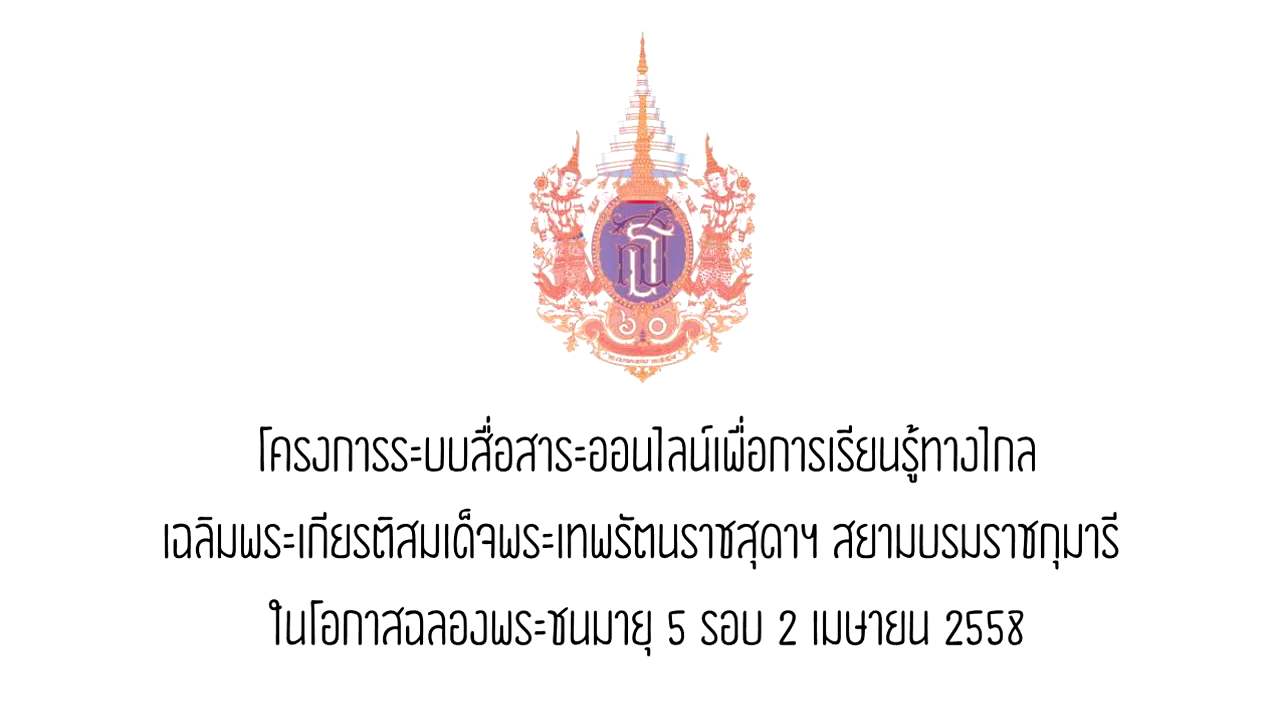 ๖๐
โครงการระบบสื่อสาระออนไลน์เพื่อการเรียนรู้ทางไกล
เฉลิมพระเกียรติสมเด็จพระเทพรัตนราชสุดาฯ สยามบรมราชกุมารี
ในโอกาสฉลองพระชนมายุ 5 รอบ 2 เมษายน 2558